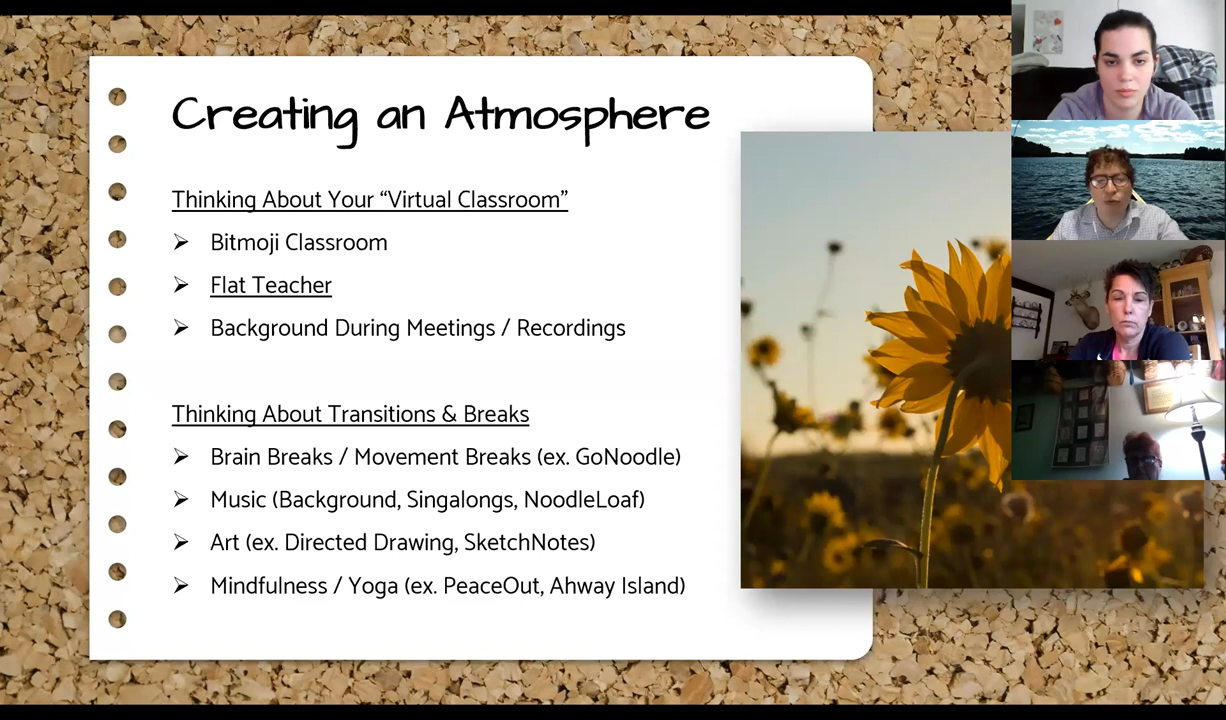 Creating an Atmosphere
Thinking About Your “Virtual Classroom”
Bitmoji Classroom
Flat Teacher
Background During Meetings / Recordings
Thinking About Transitions & Breaks
Brain Breaks / Movement Breaks (ex. GoNoodle)
Music (Background, Singalongs, NoodleLoaf)
Art (ex. Directed Drawing, SketchNotes)
Mindfulness / Yoga (ex. PeaceOut, Ahway Island)